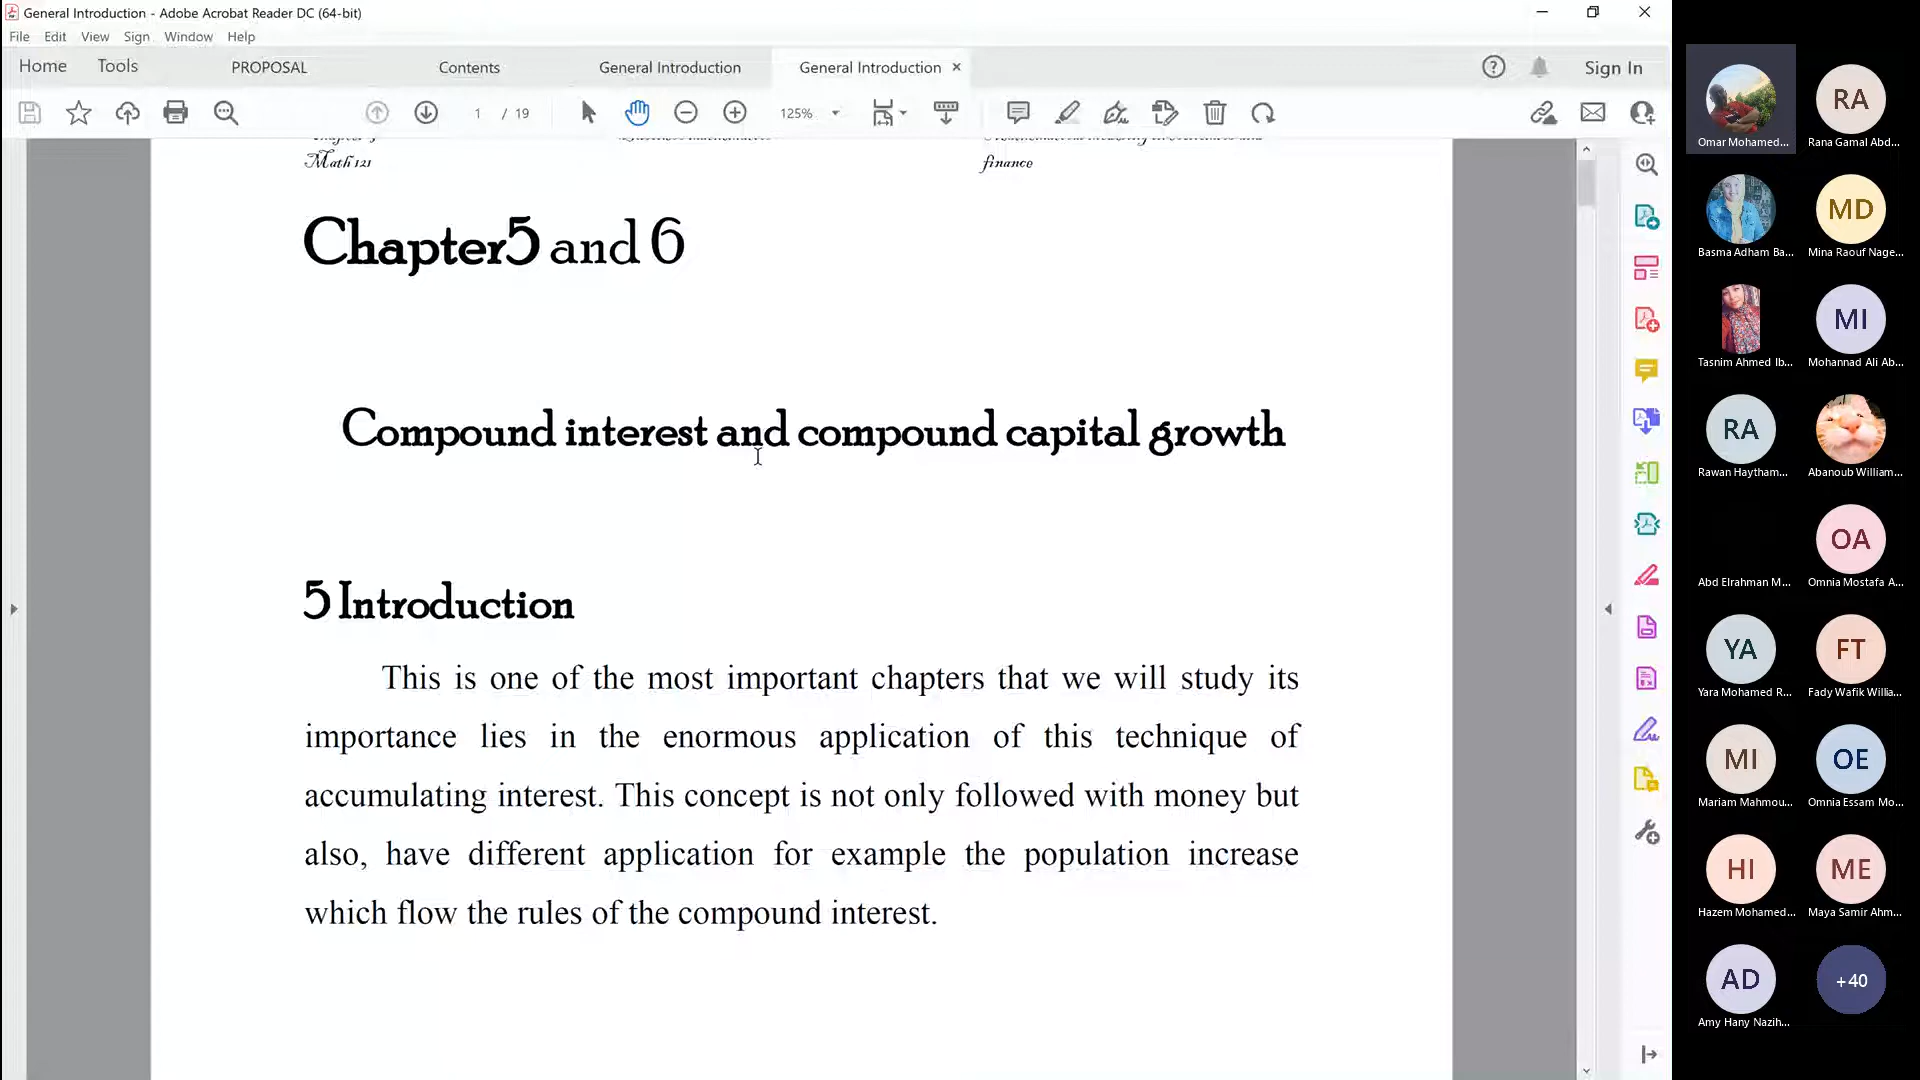 General Introduction - Adobe Acrobat Reader DC (64-bit)
File Edit View Sign Window Help
Home Tools PROPOSAL Contents General Introduction General Introduction Sign In
1 / 19 125%
Math 121
finance
Chapter5 and 6
Compound interest and compound capital growth
5 Introduction
This is one of the most important chapters that we will study its
importance lies in the enormous application of this technique of
accumulating interest. This concept is not only followed with money but
also, have different application for example the population increase
which flow the rules of the compound interest.
Omar Mohamed...
RA
Rana Gamal Abd...
Basma Adham Ba...
MD
Mina Raouf Nage...
Tasnim Ahmed Ib...
MI
Mohannad Ali Ab...
RA
Rawan Haytham...
Abanoub William...
Abd Elrahman M...
OA
Omnia Mostafa A...
YA
Yara Mohamed R...
FT
Fady Wafik Willia...
MI
Mariam Mahmou...
OE
Omnia Essam Mo...
HI
Hazem Mohamed...
ME
Maya Samir Ahm...
AD
Amy Hany Nazih...
+40